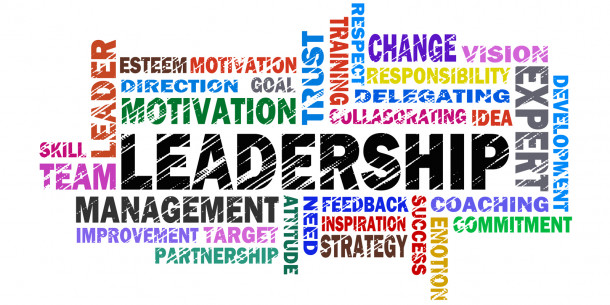 LEADER
ESTEEM MOTIVATION
DIRECTION GOAL
MOTIVATION
TRUST
TRAINING
RESPECT
CHANGE VISION
RESPONSIBILITY
DELEGATING
COLLABORATING IDEA
EXPERT
DEVELOPMENT
SKILL
TEAM
LEADERSHIP
MANAGEMENT
IMPROVEMENT TARGET
PARTNERSHIP
ATTITUDE
NEED
FEEDBACK
INSPIRATION
STRATEGY
SUCCESS
EMOTION
COACHING
COMMITMENT